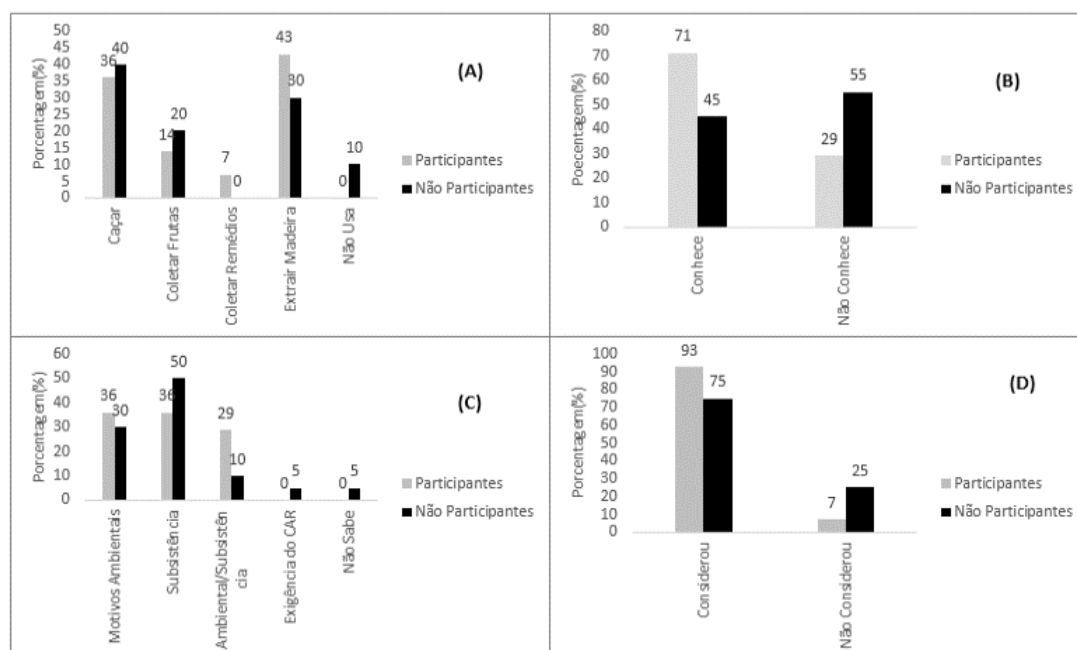 Porcentagem(%)
50
45
40
35
30
25
20
15
10
5
0
36
40
14
20
7
0
43
30
0
10
Caçar
Coletar Frutas
Coletar Remédios
Extrair Madeira
Não Usa
(A)
Participantes
Não Participantes
Poecentagem(%)
80
70
60
50
40
30
20
10
0
71
45
29
55
Conhece
Não Conhece
(B)
Participantes
Não Participantes
Porcentagem(%)
60
50
40
30
20
10
0
36
30
36
50
29
10
0
5
0
5
Motivos Ambientais
Subsistência
Ambiental/Subsistên
cia
Exigência do CAR
Não Sabe
(C)
Participantes
Não Participantes
Porcentagem(%)
100
90
80
70
60
50
40
30
20
10
0
93
75
7
25
Considerou
Não Considerou
(D)
Participantes
Não Participantes